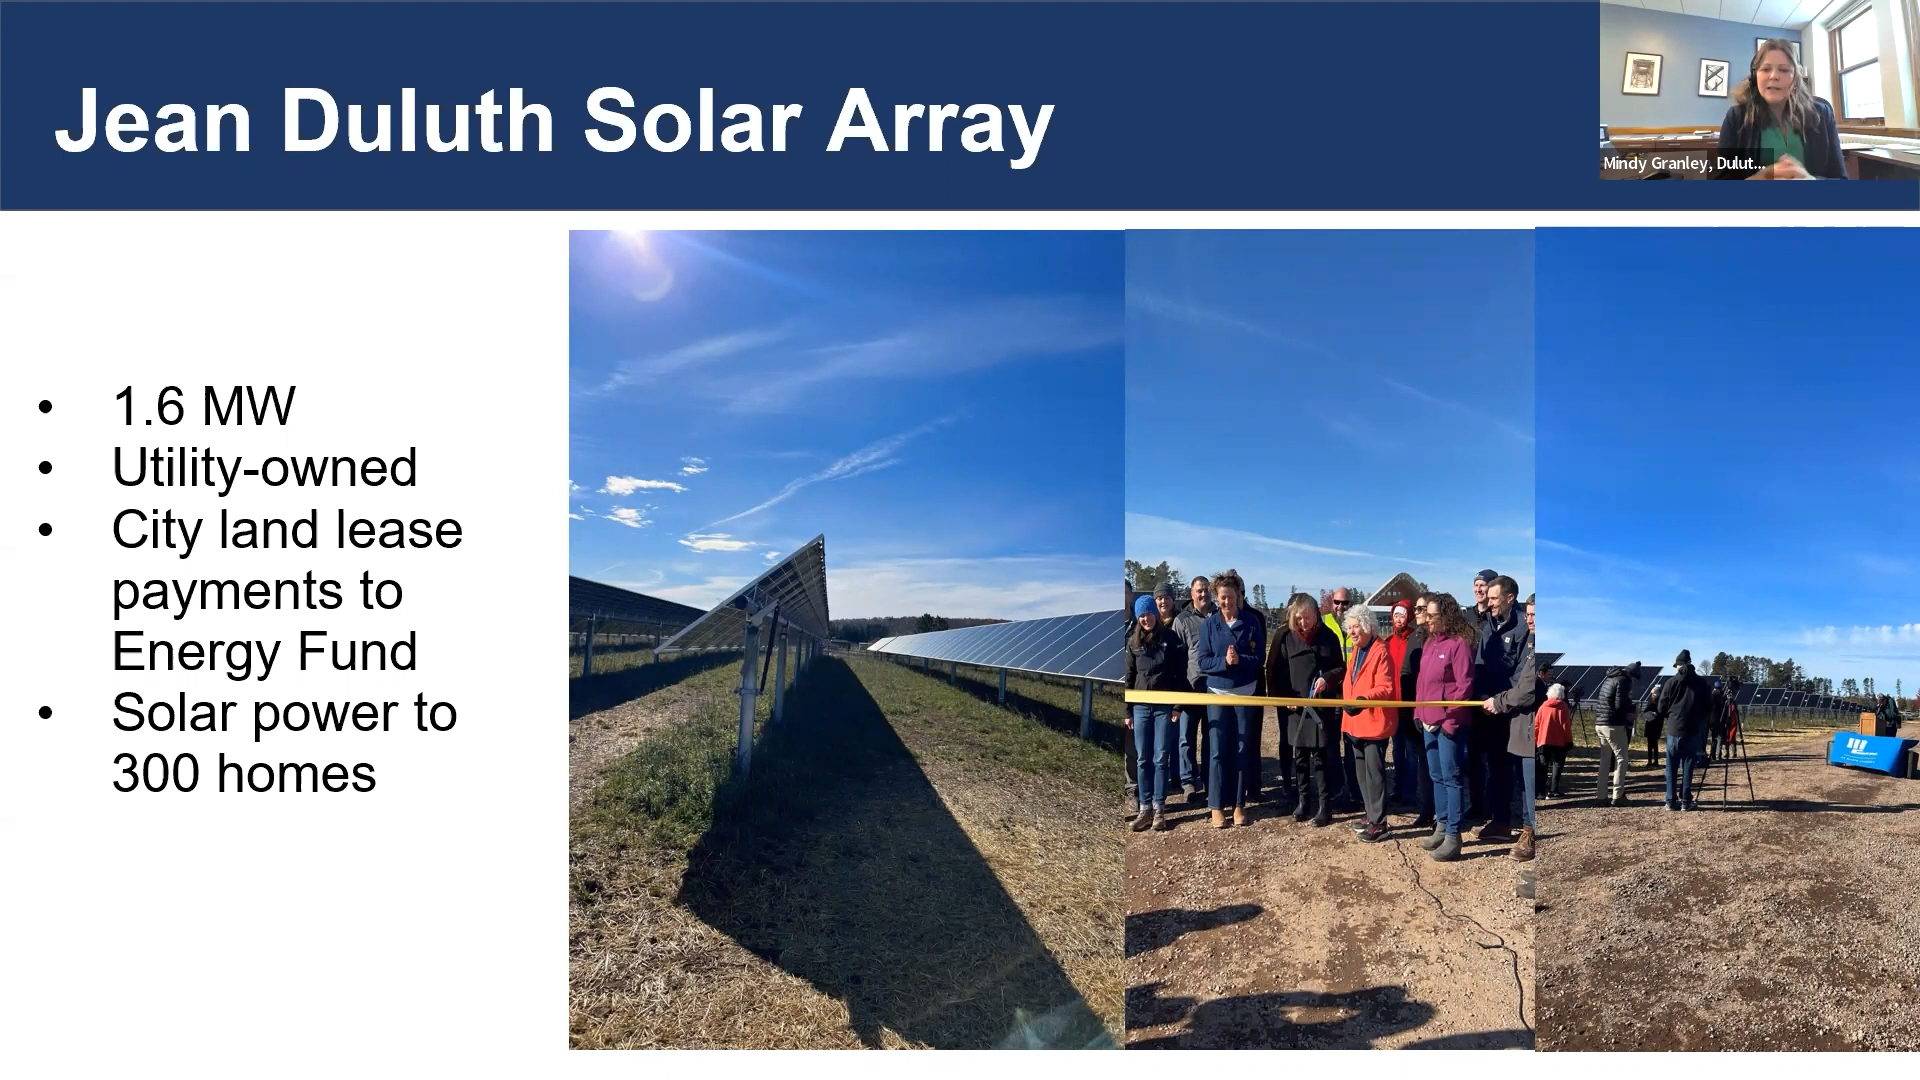 Jean Duluth Solar Array
Mindy Granley, Dulut...
• 1.6 MW
• Utility-owned
• City land lease
payments to
Energy Fund
• Solar power to
300 homes